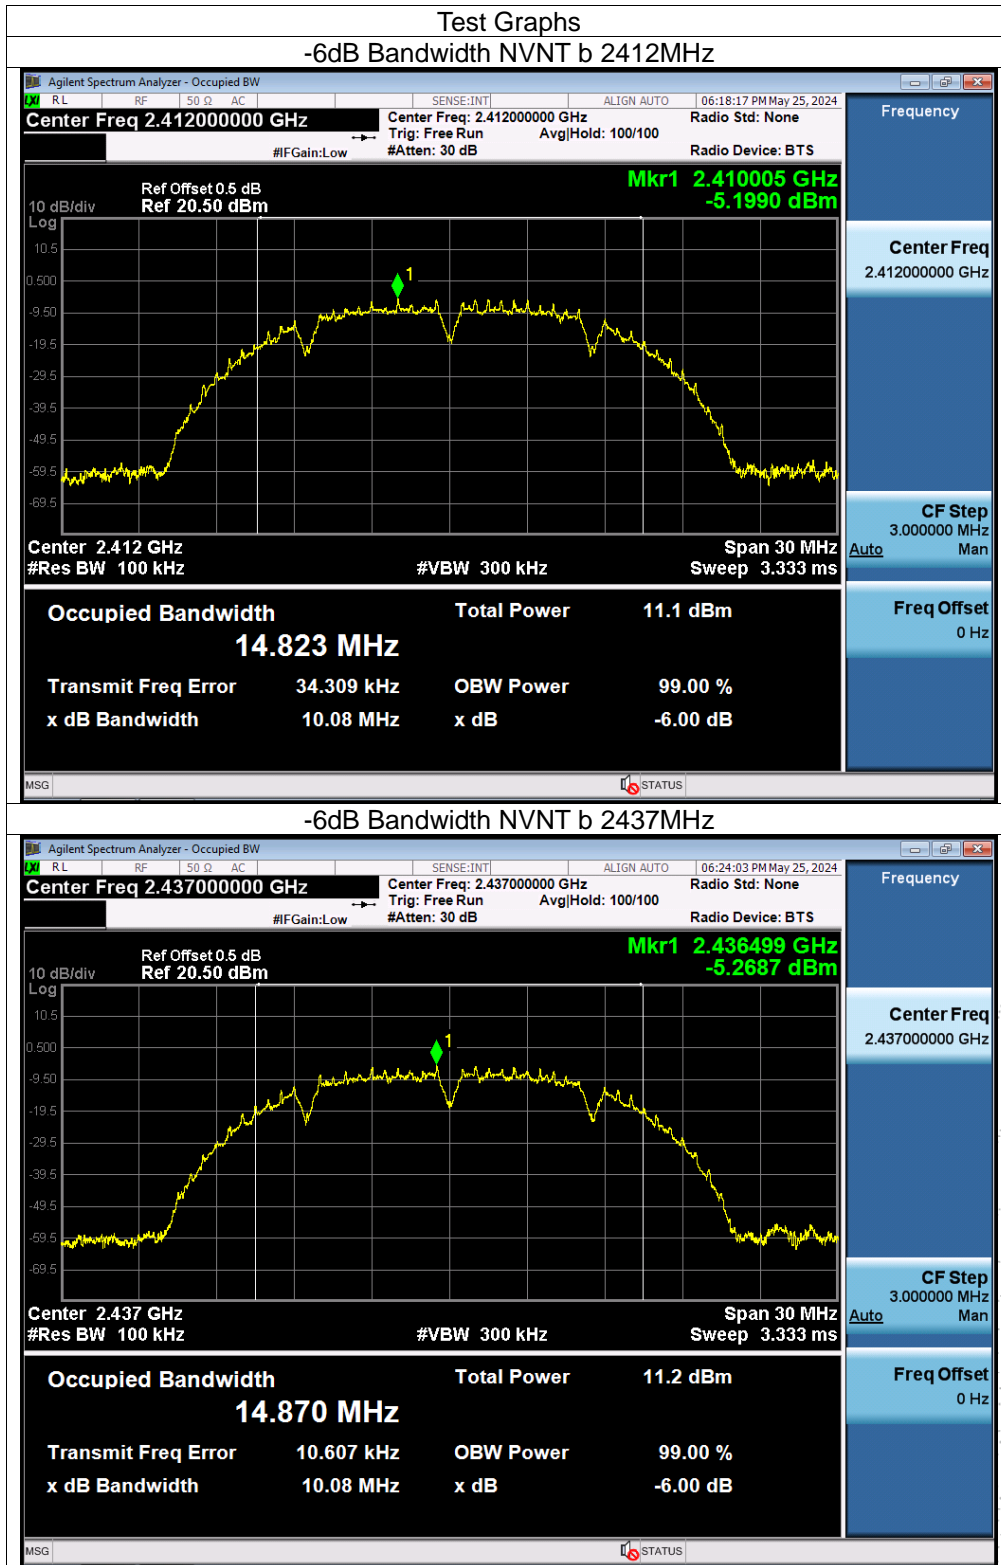 Test Graphs
-6dB Bandwidth NVNT b 2412MHz
Agilent Spectrum Analyzer - Occupied BW
LXI RL RF 50 Ω AC SENSE:INT ALIGN AUTO 06:18:17 PM May 25, 2024
Center Freq 2.412000000 GHz
Center Freq: 2.412000000 GHz Radio Std: None
Trig: Free Run Avg|Hold: 100/100
#IFGain:Low #Atten: 30 dB Radio Device: BTS
Frequency
Mkr1 2.410005 GHz
-5.1990 dBm
Ref Offset 0.5 dB
10 dB/div Ref 20.50 dBm
Log
10.5
0.500
-9.50
-19.5
-29.5
-39.5
-49.5
-59.5
-69.5
1
Center Freq
2.412000000 GHz
CF Step
3.000000 MHz
Auto Man
Freq Offset
0 Hz
Center 2.412 GHz Span 30 MHz
#Res BW 100 kHz #VBW 300 kHz Sweep 3.333 ms
Occupied Bandwidth Total Power 11.1 dBm
14.823 MHz
Transmit Freq Error 34.309 kHz OBW Power 99.00 %
x dB Bandwidth 10.08 MHz x dB -6.00 dB
MSG STATUS
-6dB Bandwidth NVNT b 2437MHz
Agilent Spectrum Analyzer - Occupied BW
LXI RL RF 50 Ω AC SENSE:INT ALIGN AUTO 06:24:03 PM May 25, 2024
Center Freq 2.437000000 GHz
Center Freq: 2.437000000 GHz Radio Std: None
Trig: Free Run Avg|Hold: 100/100
#IFGain:Low #Atten: 30 dB Radio Device: BTS
Frequency
Mkr1 2.436499 GHz
-5.2687 dBm
Ref Offset 0.5 dB
10 dB/div Ref 20.50 dBm
Log
10.5
0.500
-9.50
-19.5
-29.5
-39.5
-49.5
-59.5
-69.5
1
Center Freq
2.437000000 GHz
CF Step
3.000000 MHz
Auto Man
Freq Offset
0 Hz
Center 2.437 GHz Span 30 MHz
#Res BW 100 kHz #VBW 300 kHz Sweep 3.333 ms
Occupied Bandwidth Total Power 11.2 dBm
14.870 MHz
Transmit Freq Error 10.607 kHz OBW Power 99.00 %
x dB Bandwidth 10.08 MHz x dB -6.00 dB
MSG STATUS